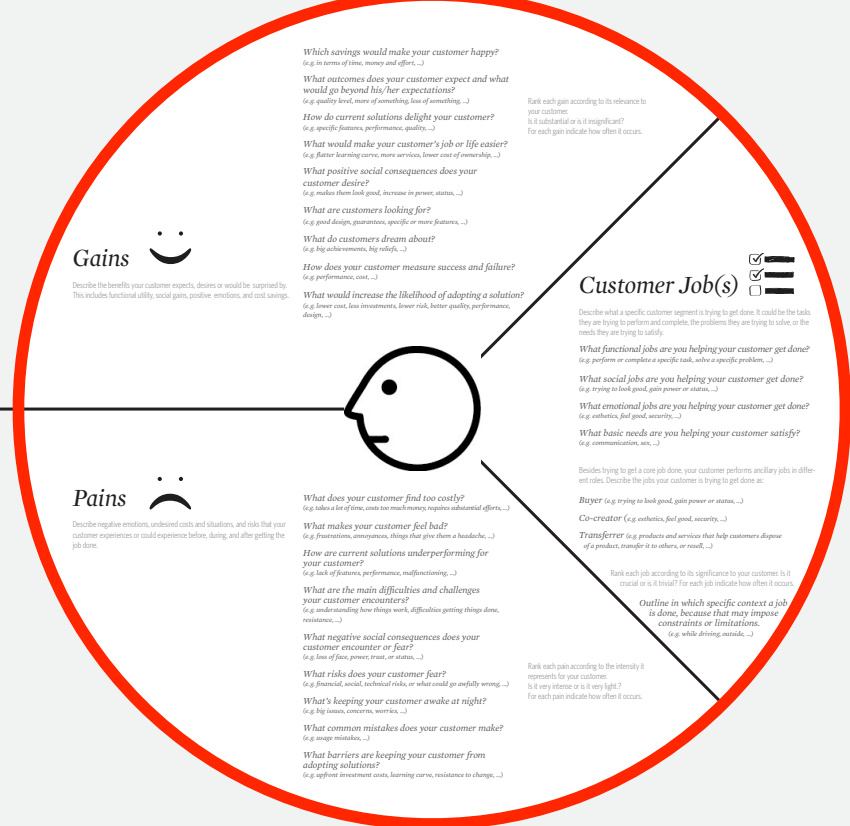 Gains
Describe the benefits your customer expects, desires or would be surprised by.
This includes functional utility, social gains, positive emotions, and cost savings.
Which savings would make your customer happy?
(e.g. in terms of time, money and effort, ...)
What outcomes does your customer expect and what
would go beyond his/her expectations?
(e.g. quality level, more of something, less of something, ...)
How do current solutions delight your customer?
(e.g. specific features, performance, quality, ...)
What would make your customer's job or life easier?
(e.g. flatter learning curve, more services, lower cost of ownership, ...)
What positive social consequences does your
customer desire?
(e.g. makes them look good, increase in power, status, ...)
What are customers looking for?
(e.g. good design, guarantees, specific or more features, ...)
What do customers dream about?
(e.g. big achievements, big reliefs, ...)
How does your customer measure success and failure?
(e.g. performance, cost, ...)
What would increase the likelihood of adopting a solution?
(e.g. lower cost, less investments, lower risk, better quality, performance,
design, ...)
Rank each gain according to its relevance to
your customer.
Is it substantial or is it insignificant?
For each gain indicate how often it occurs.
Customer Job(s)
Describe what a specific customer segment is trying to get done. It could be the tasks
they are trying to perform and complete, the problems they are trying to solve, or the
needs they are trying to satisfy.
What functional jobs are you helping your customer get done?
(e.g. perform or complete a specific task, solve a specific problem, ...)
What social jobs are you helping your customer get done?
(e.g. trying to look good, gain power or status, ...)
What emotional jobs are you helping your customer get done?
(e.g. esthetics, feel good, security, ...)
What basic needs are you helping your customer satisfy?
(e.g. communication, sex, ...)
Besides trying to get a core job done, your customer performs ancillary jobs in differ-
ent roles. Describe the jobs your customer is trying to get done as:
Buyer (e.g. trying to look good, gain power or status, ...)
Co-creator (e.g. esthetics, feel good, security, ...)
Transferrer (e.g. products and services that help customers dispose
of a product, transfer it to others, or resell, ...)
Rank each job according to its significance to your customer. Is it
crucial or is it trivial? For each job indicate how often it occurs.
Outline in which specific context a job
is done, because that may impose
constraints or limitations.
(e.g. while driving, outside, ...)
Pains
Describe negative emotions, undesired costs and situations, and risks that your
customer experiences or could experience before, during, and after getting the
job done.
What does your customer find too costly?
(e.g. takes a lot of time, costs too much money, requires substantial efforts, ...)
What makes your customer feel bad?
(e.g. frustrations, annoyances, things that give them a headache, ...)
How are current solutions underperforming for
your customer?
(e.g. lack of features, performance, malfunctioning, ...)
What are the main difficulties and challenges
your customer encounters?
(e.g. understanding how things work, difficulties getting things done,
resistance, ...)
What negative social consequences does your
customer encounter or fear?
(e.g. loss of face, power, trust, or status, ...)
What risks does your customer fear?
(e.g. financial, social, technical risks, or what could go awfully wrong, ...)
What's keeping your customer awake at night?
(e.g. big issues, concerns, worries, ...)
What common mistakes does your customer make?
(e.g. usage mistakes, ...)
What barriers are keeping your customer from
adopting solutions?
(e.g. upfront investment costs, learning curve, resistance to change, ...)
Rank each pain according to the intensity it
represents for your customer.
Is it very intense or is it very light.?
For each pain indicate how often it occurs.